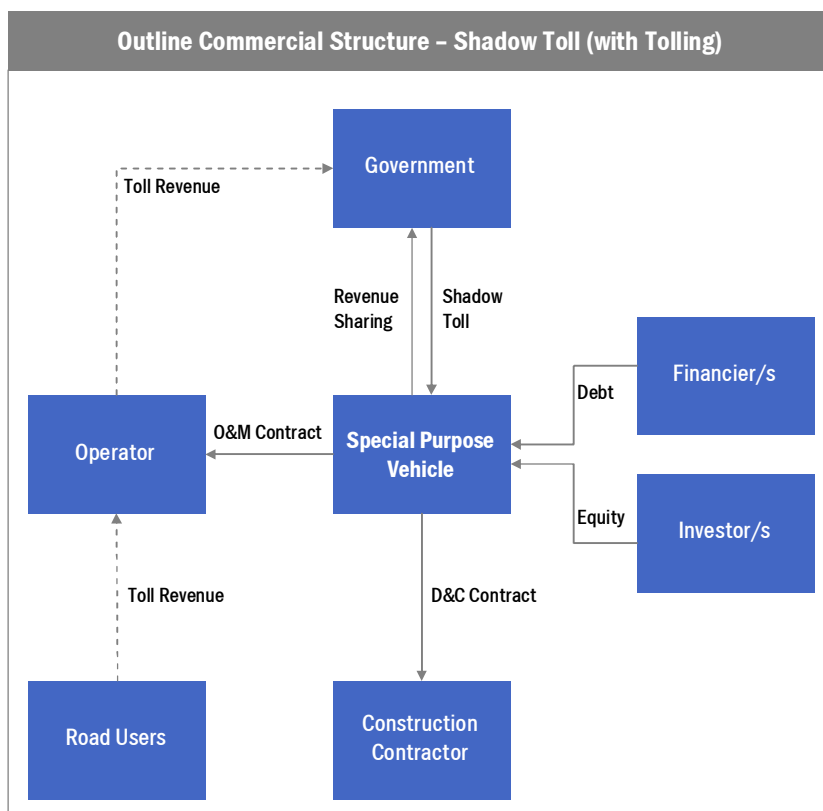 Outline Commercial Structure – Shadow Toll (with Tolling)
Government
Toll Revenue
Revenue
Sharing
Shadow
Toll
Financier/s
Debt
O&M Contract
Operator
Special Purpose
Vehicle
Equity
Investor/s
Toll Revenue
D&C Contract
Road Users
Construction
Contractor